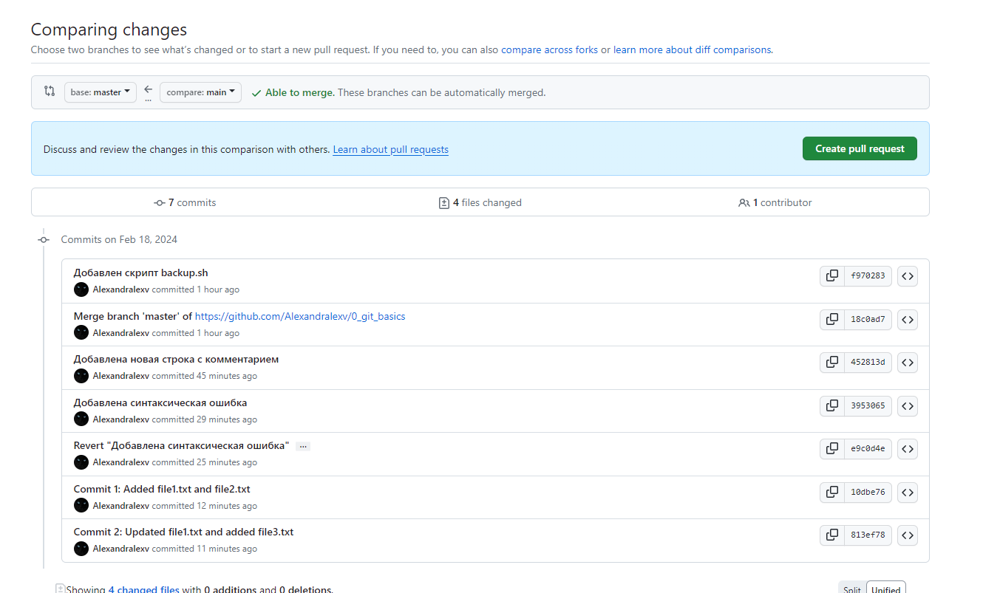 Comparing changes
Choose two branches to see what's changed or to start a new pull request. If you need to, you can also compare across forks or learn more about diff comparisons.
base: master compare: main Able to merge. These branches can be automatically merged.
Discuss and review the changes in this comparison with others. Learn about pull requests Create pull request
7 commits 4 files changed 1 contributor
Commits on Feb 18, 2024
Добавлен скрипт backup.sh
Alexandralexv committed 1 hour ago f970283
Merge branch 'master' of https://github.com/Alexandralexv/0_git_basics
Alexandralexv committed 1 hour ago 18c0ad7
Добавлена новая строка с комментарием
Alexandralexv committed 45 minutes ago 452813d
Добавлена синтаксическая ошибка
Alexandralexv committed 29 minutes ago 3953065
Revert "Добавлена синтаксическая ошибка" ...
Alexandralexv committed 25 minutes ago e9c0d4e
Commit 1: Added file1.txt and file2.txt
Alexandralexv committed 12 minutes ago 10dbe76
Commit 2: Updated file1.txt and added file3.txt
Alexandralexv committed 11 minutes ago 813ef78
Showing 4 changed files with 0 additions and 0 deletions. Split Unified